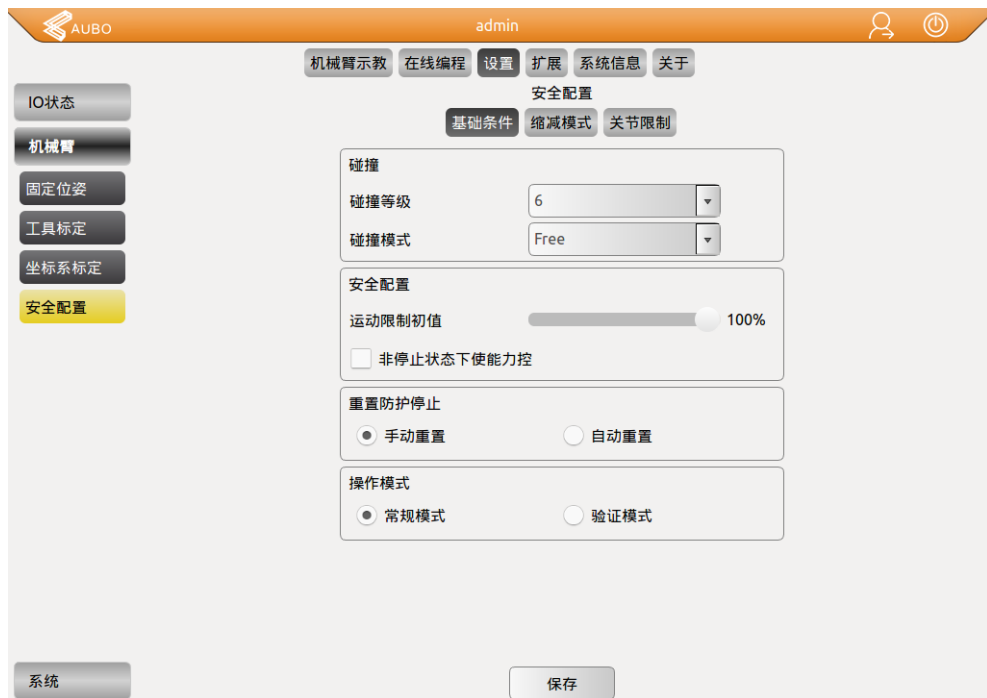 AUBO admin
机械臂示教 在线编程 设置 扩展 系统信息 关于
安全配置
IO状态
基础条件 缩减模式 关节限制
机械臂
碰撞
固定位姿
碰撞等级 6
工具标定
碰撞模式 Free
坐标系标定
安全配置
安全配置
运动限制初值 100%
非停止状态下使能力控
重置防护停止
手动重置 自动重置
操作模式
常规模式 验证模式
系统
保存